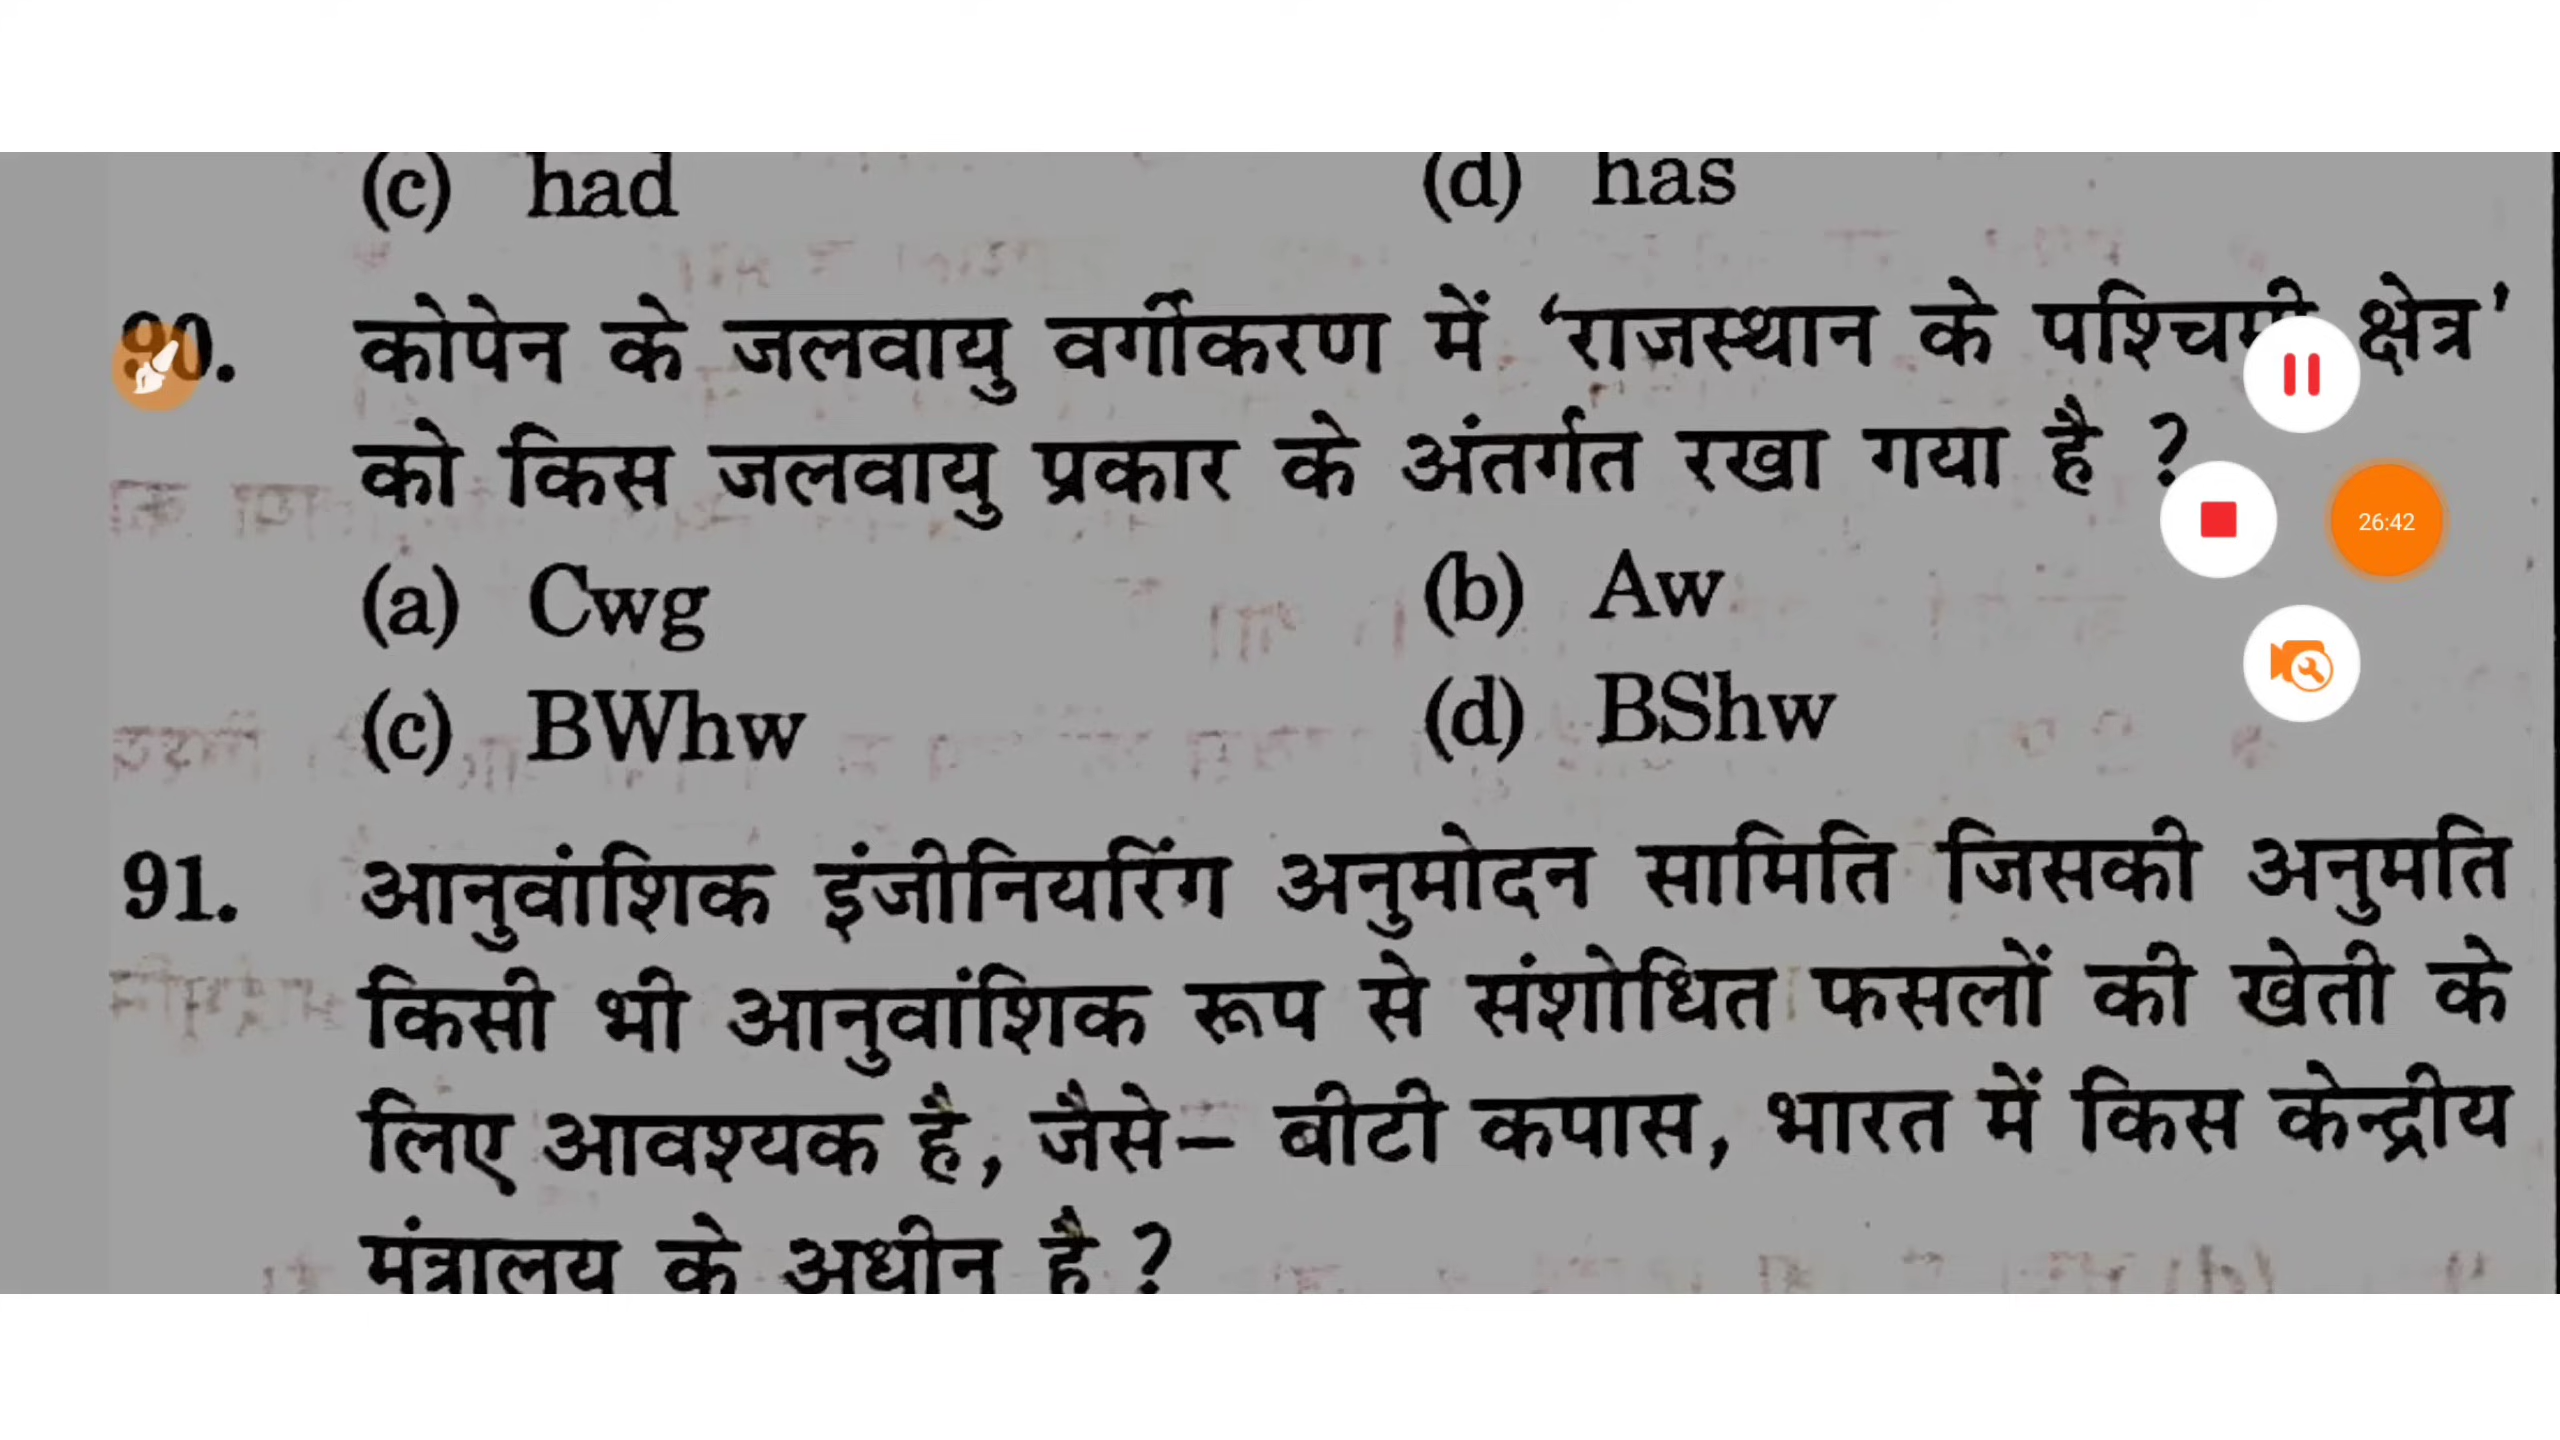 (c) had (d) has
90. कोपेन के जलवायु वर्गीकरण में ‘राजस्थान के पश्चिमी क्षेत्र’
को किस जलवायु प्रकार के अंतर्गत रखा गया है ?
26:42
(a) Cwg (b) Aw
(c) BWhw (d) BShw
91. आनुवांशिक इंजीनियरिंग अनुमोदन सामिति जिसकी अनुमति
किसी भी आनुवांशिक रूप से संशोधित फसलों की खेती के
लिए आवश्यक है, जैसे– बीटी कपास, भारत में किस केन्द्रीय
मंत्रालय के अधीन है ?